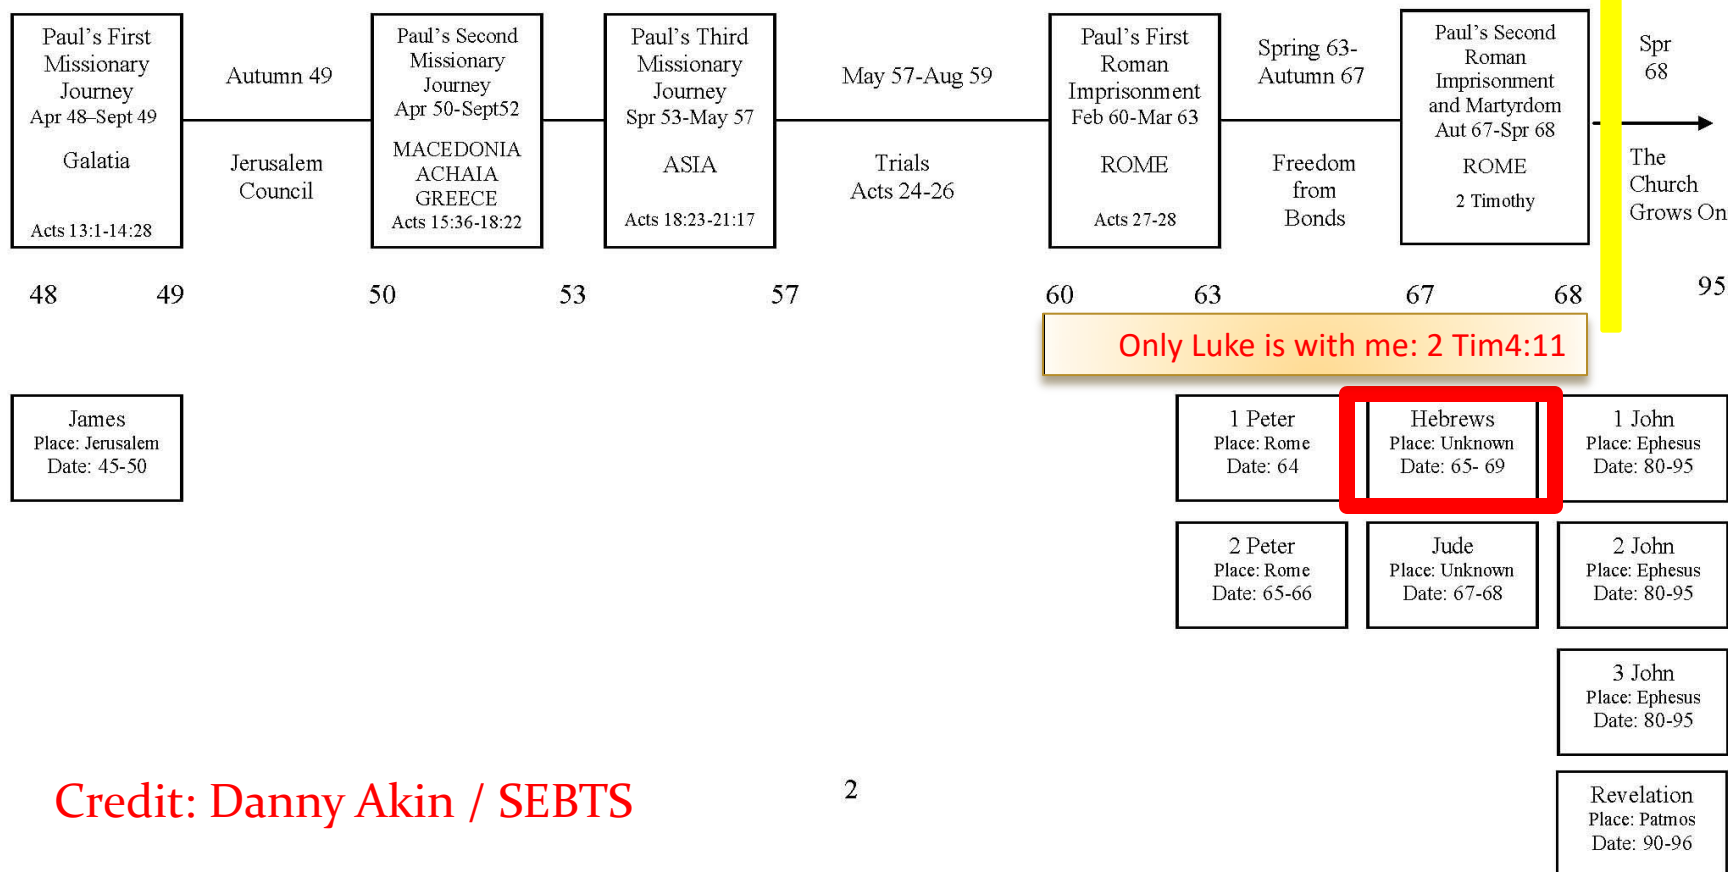 Paul's First
Missionary
Journey
Apr 48–Sept 49
Galatia
Acts 13:1-14:28
Autumn 49
Jerusalem
Council
Paul's Second
Missionary
Journey
Apr 50-Sept52
MACEDONIA
ACHAIA
GREECE
Acts 15:36-18:22
Paul's Third
Missionary
Journey
Spr 53-May 57
ASIA
Acts 18:23-21:17
May 57-Aug 59
Trials
Acts 24-26
Paul's First
Roman
Imprisonment
Feb 60-Mar 63
ROME
Acts 27-28
Spring 63-
Autumn 67
Freedom
from
Bonds
Paul's Second
Roman
Imprisonment
and Martyrdom
Aut 67-Spr 68
ROME
2 Timothy
Spr
68
The
Church
Grows On
48 49 50 53 57 60 63 67 68 95
Only Luke is with me: 2 Tim4:11
James
Place: Jerusalem
Date: 45-50
1 Peter
Place: Rome
Date: 64
Hebrews
Place: Unknown
Date: 65- 69
1 John
Place: Ephesus
Date: 80-95
2 Peter
Place: Rome
Date: 65-66
Jude
Place: Unknown
Date: 67-68
2 John
Place: Ephesus
Date: 80-95
3 John
Place: Ephesus
Date: 80-95
Revelation
Place: Patmos
Date: 90-96
Credit: Danny Akin / SEBTS
2